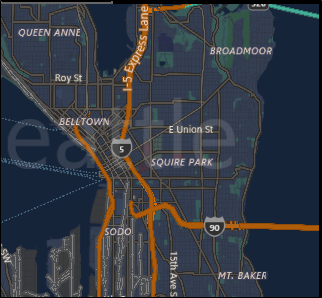 520
QUEEN ANNE
I-5 Express Lane
BROADMOOR
Roy St
BELLTOWN
E Union St
eattle
5
SQUIRE PARK
90
SODO
15th Ave S
MT. BAKER
SW